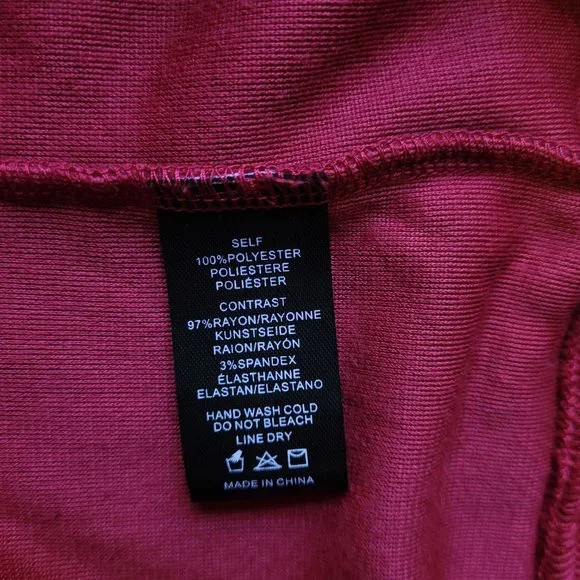 SELF
100%POLYESTER
POLIESTERE
POLIÉSTER
CONTRAST
97%RAYON/RAYONNE
KUNSTSEIDE
RAION/RAYÓN
3%SPANDEX
ÉLASTHANNE
ELASTAN/ELASTANO
HAND WASH COLD
DO NOT BLEACH
LINE DRY
MADE IN CHINA